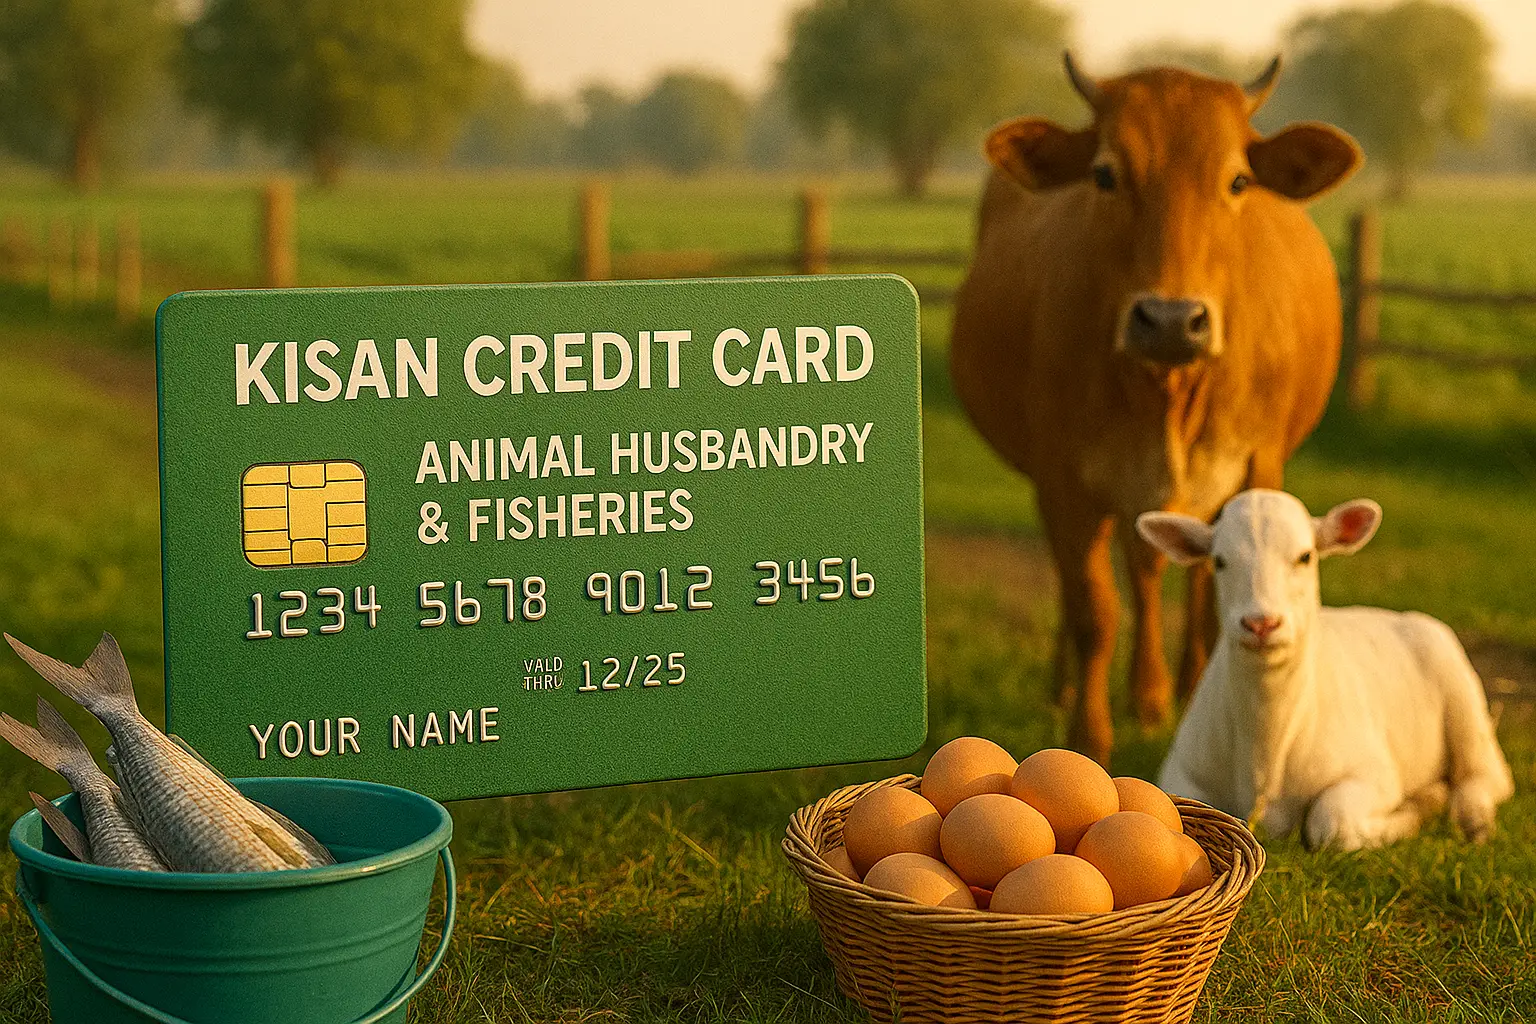 KISAN CREDIT CARD
ANIMAL HUSBANDRY
& FISHERIES
1234 5678 9012 3456
VALD
THRU
12/25
YOUR NAME